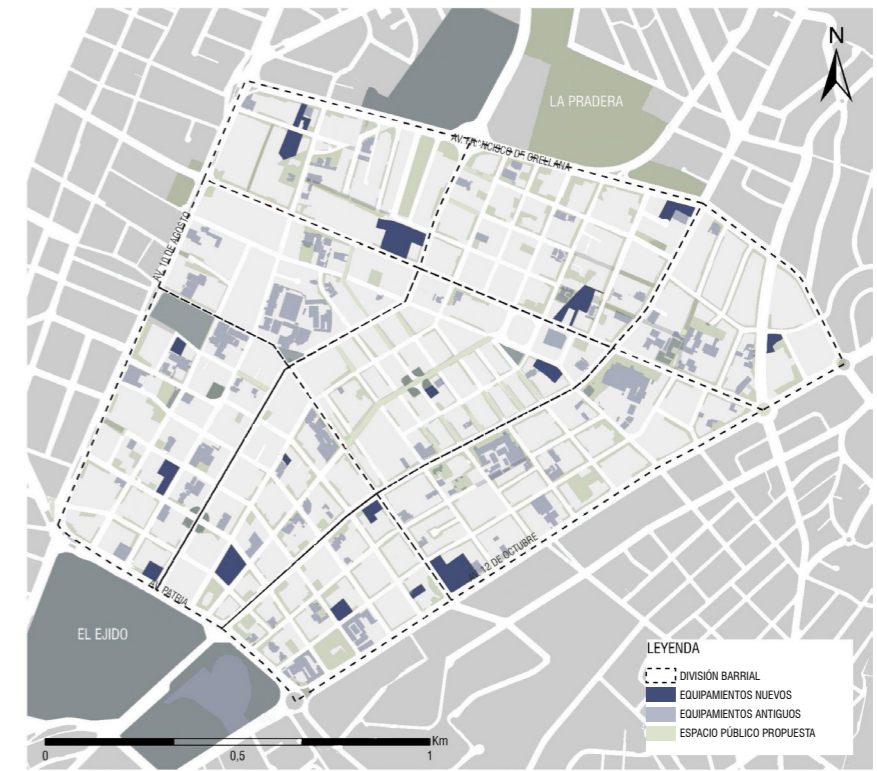 N
LA PRADERA
AV. FRANCISCO DE ORELLANA
AV. 10 DE AGOSTO
AV. 12 DE OCTUBRE
AV. PATRIA
EL EJIDO
LEYENDA
DIVISIÓN BARRIAL
EQUIPAMIENTOS NUEVOS
EQUIPAMIENTOS ANTIGUOS
ESPACIO PÚBLICO PROPUESTA
Km
0
0,5
1